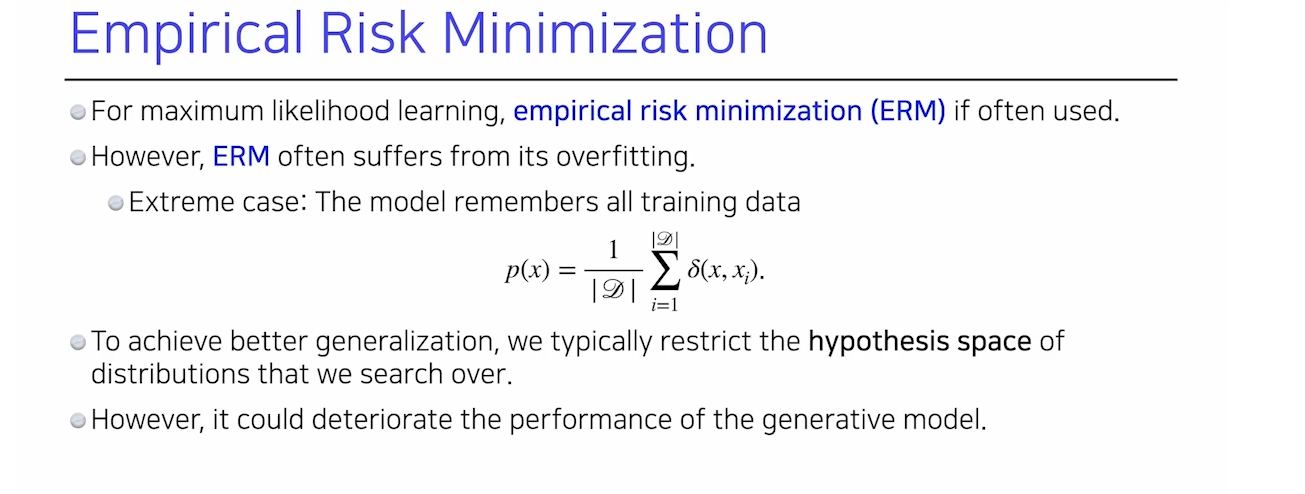 Empirical Risk Minimization
For maximum likelihood learning, empirical risk minimization (ERM) if often used.
However, ERM often suffers from its overfitting.
Extreme case: The model remembers all training data
p(x) = \frac{1}{|𝒟|} \sum_{i=1}^{|𝒟|} δ(x, x_i).
To achieve better generalization, we typically restrict the hypothesis space of
distributions that we search over.
However, it could deteriorate the performance of the generative model.